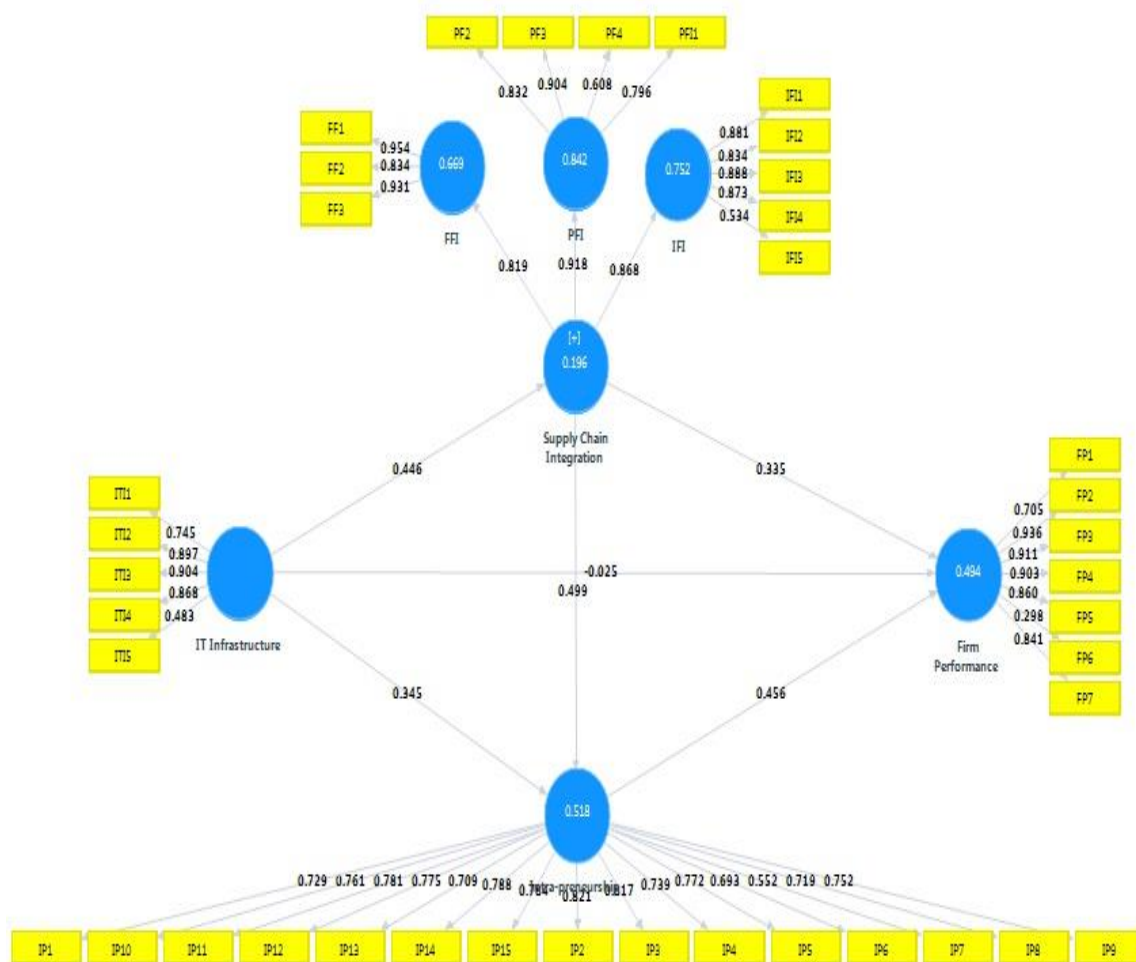 PF2 PF3 PF4 PFI1
0.832 0.904 0.608 0.796
IFI1
FF1
0.881 IFI2
0.954
0.834
FF2
0.669 0.842 0.752
0.834
0.888 IFI3
0.931
0.873
FF3
0.534 IFI4
FFI PFI IFI
IFI5
0.819 0.918 0.868
[+]
0.196
Supply Chain
Integration
FP1
0.446 0.335
ITI1
FP2
0.705
0.745
ITI2
0.936 FP3
0.897
0.911
ITI3
0.904
-0.025
0.499
0.494
0.903 FP4
0.868
0.860
ITI4
0.483
0.298 FP5
IT Infrastructure
0.841
Firm
Performance
ITI5
FP6
0.345 0.456
FP7
0.518
0.729 0.761 0.781 0.775 0.709 0.788 0.821 0.739 0.772 0.693 0.552 0.719 0.752
IP1 IP10 IP11 IP12 IP13 IP14 IP15 IP2 IP3 IP4 IP5 IP6 IP7 IP8 IP9